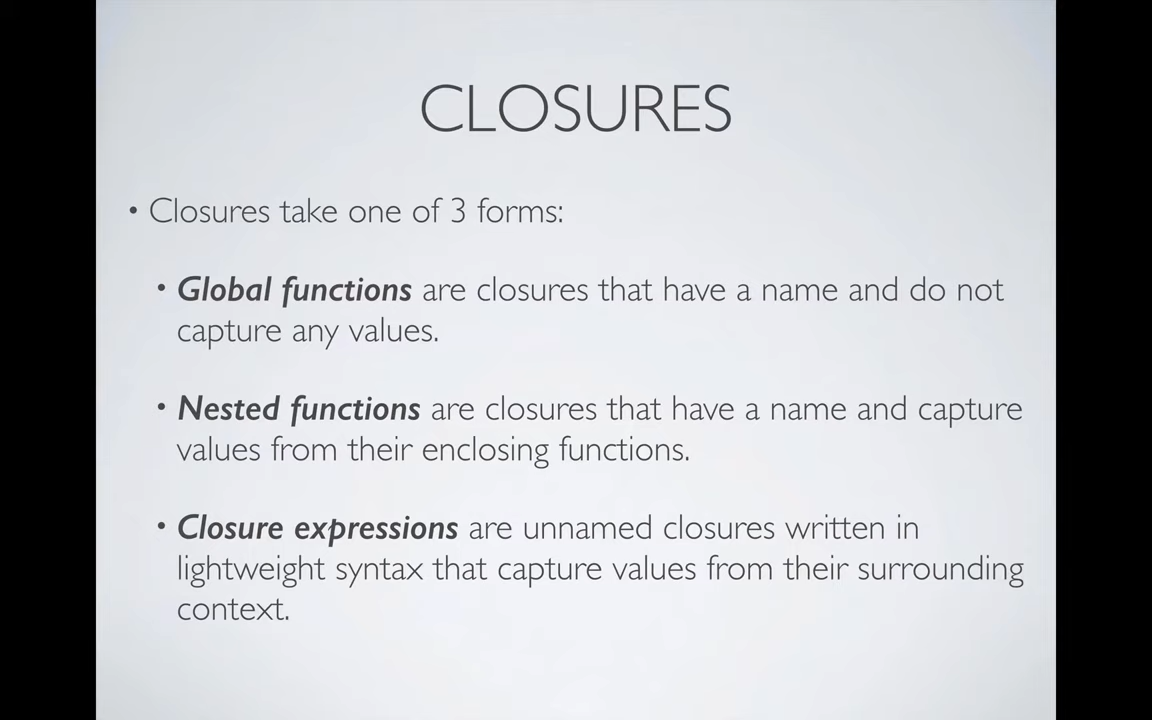 CLOSURES
• Closures take one of 3 forms:
• Global functions are closures that have a name and do not
capture any values.
• Nested functions are closures that have a name and capture
values from their enclosing functions.
• Closure expressions are unnamed closures written in
lightweight syntax that capture values from their surrounding
context.